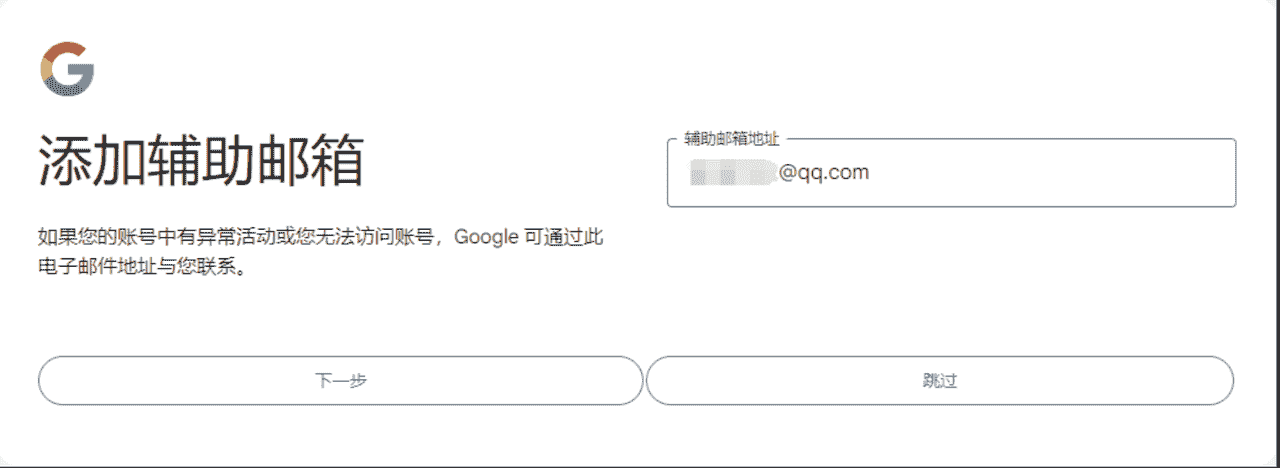 添加辅助邮箱
如果您的账号中有异常活动或您无法访问账号，Google 可通过此
电子邮件地址与您联系。
辅助邮箱地址
@qq.com
下一步
跳过